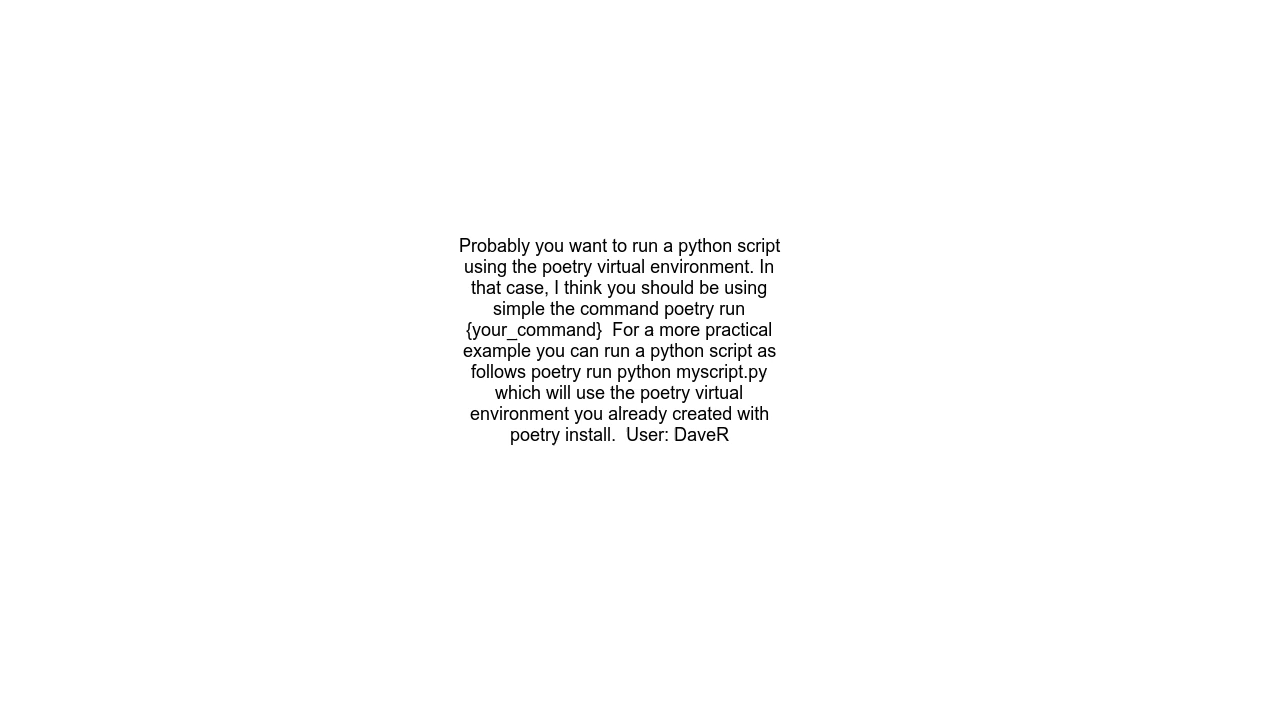 Probably you want to run a python script
using the poetry virtual environment. In
that case, I think you should be using
simple the command poetry run
{your_command}  For a more practical
example you can run a python script as
follows poetry run python myscript.py
which will use the poetry virtual
environment you already created with
poetry install.  User: DaveR